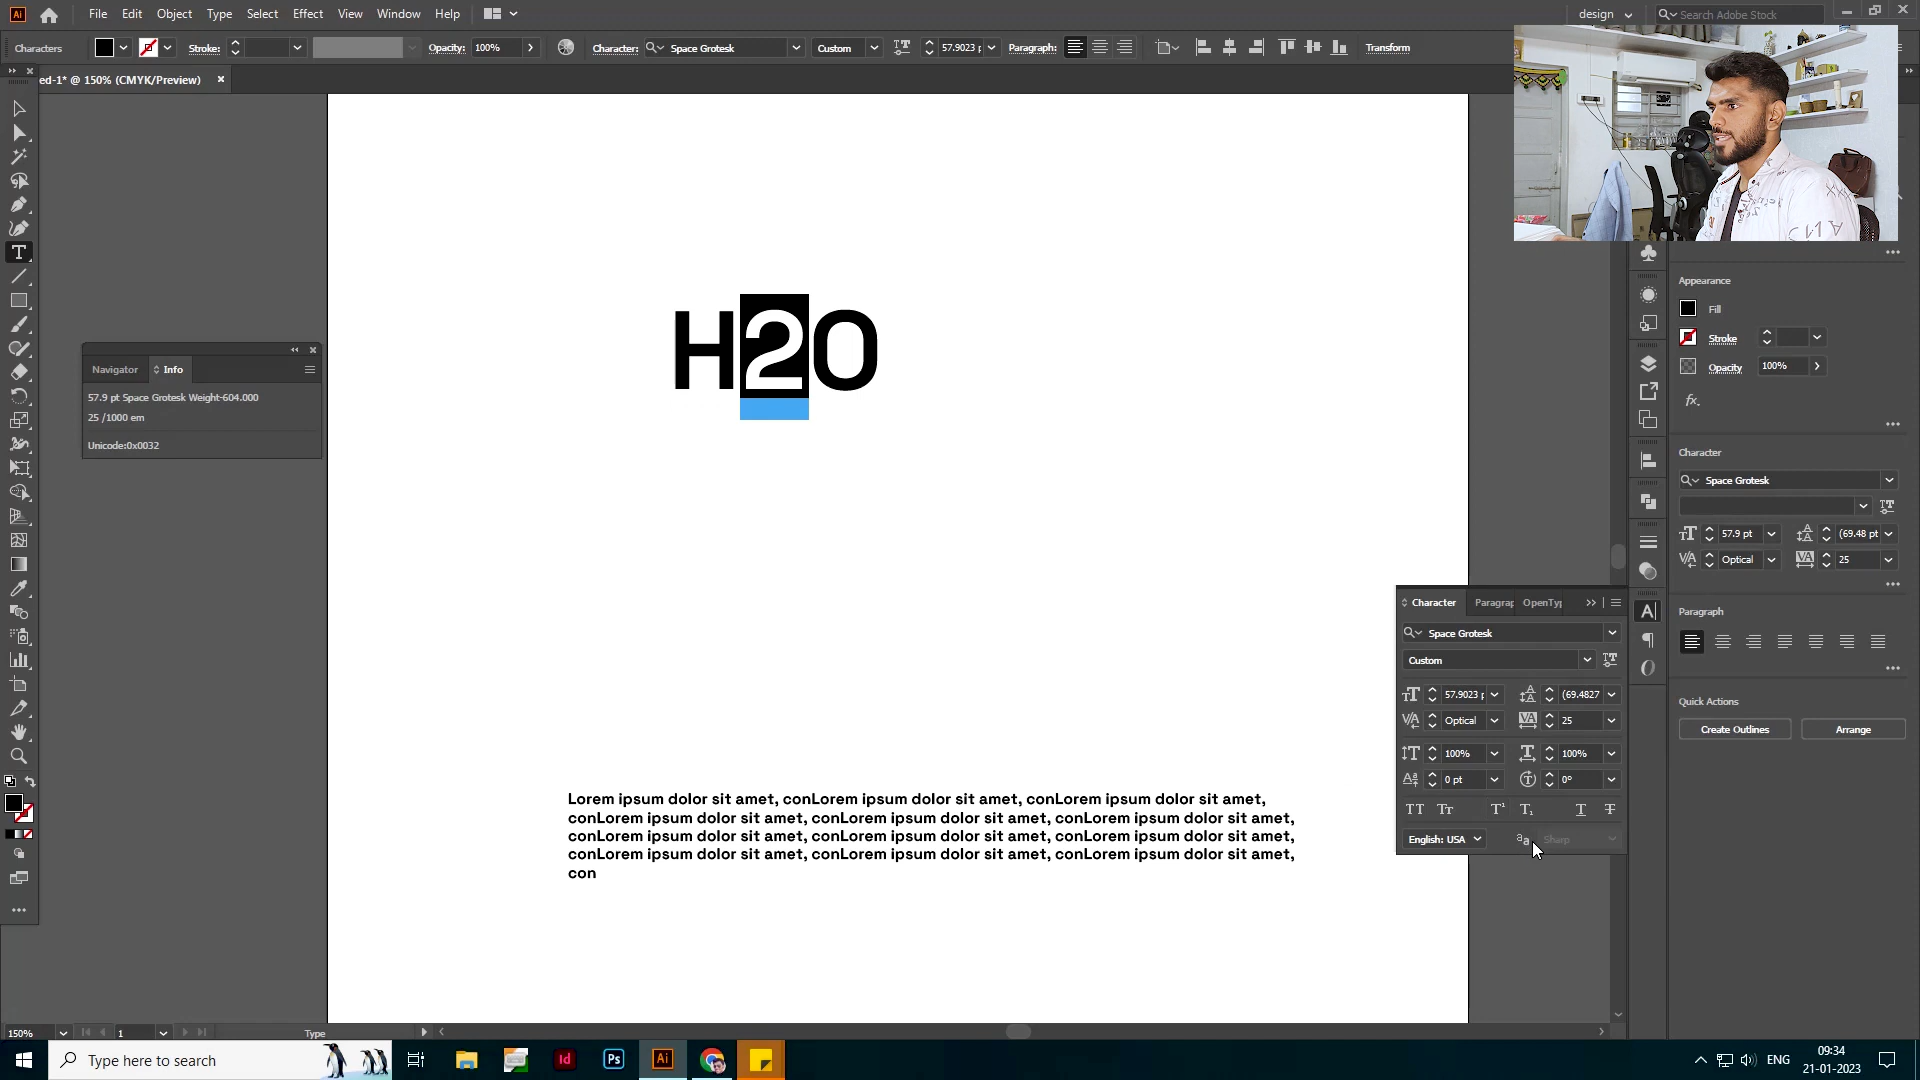 File Edit Object Type Select Effect View Window Help
design
Search Adobe Stock
Characters
Stroke:
Opacity: 100%
Character: Space Grotesk
Custom
57.9023 p
Paragraph:
Transform
ed-1* @ 150% (CMYK/Preview)
H2O
Navigator Info
57.9 pt Space Grotesk Weight-604.000
25 /1000 em
Unicode:0x0032
Lorem ipsum dolor sit amet, conLorem ipsum dolor sit amet, conLorem ipsum dolor sit amet,
conLorem ipsum dolor sit amet, conLorem ipsum dolor sit amet, conLorem ipsum dolor sit amet,
conLorem ipsum dolor sit amet, conLorem ipsum dolor sit amet, conLorem ipsum dolor sit amet,
conLorem ipsum dolor sit amet, conLorem ipsum dolor sit amet, conLorem ipsum dolor sit amet,
con
Character Paragrap OpenTyp
Space Grotesk
Custom
57.9023 p (69.4827
Optical 25
100% 100%
0 pt 0°
English: USA
Sharp
Appearance
Fill
Stroke
Opacity 100%
fx.
Character
Space Grotesk
57.9 pt (69.48 pt
Optical 25
Paragraph
Quick Actions
Create Outlines Arrange
150% 1 Type
Type here to search
Id Ps Ai
ENG
09:34
21-01-2023